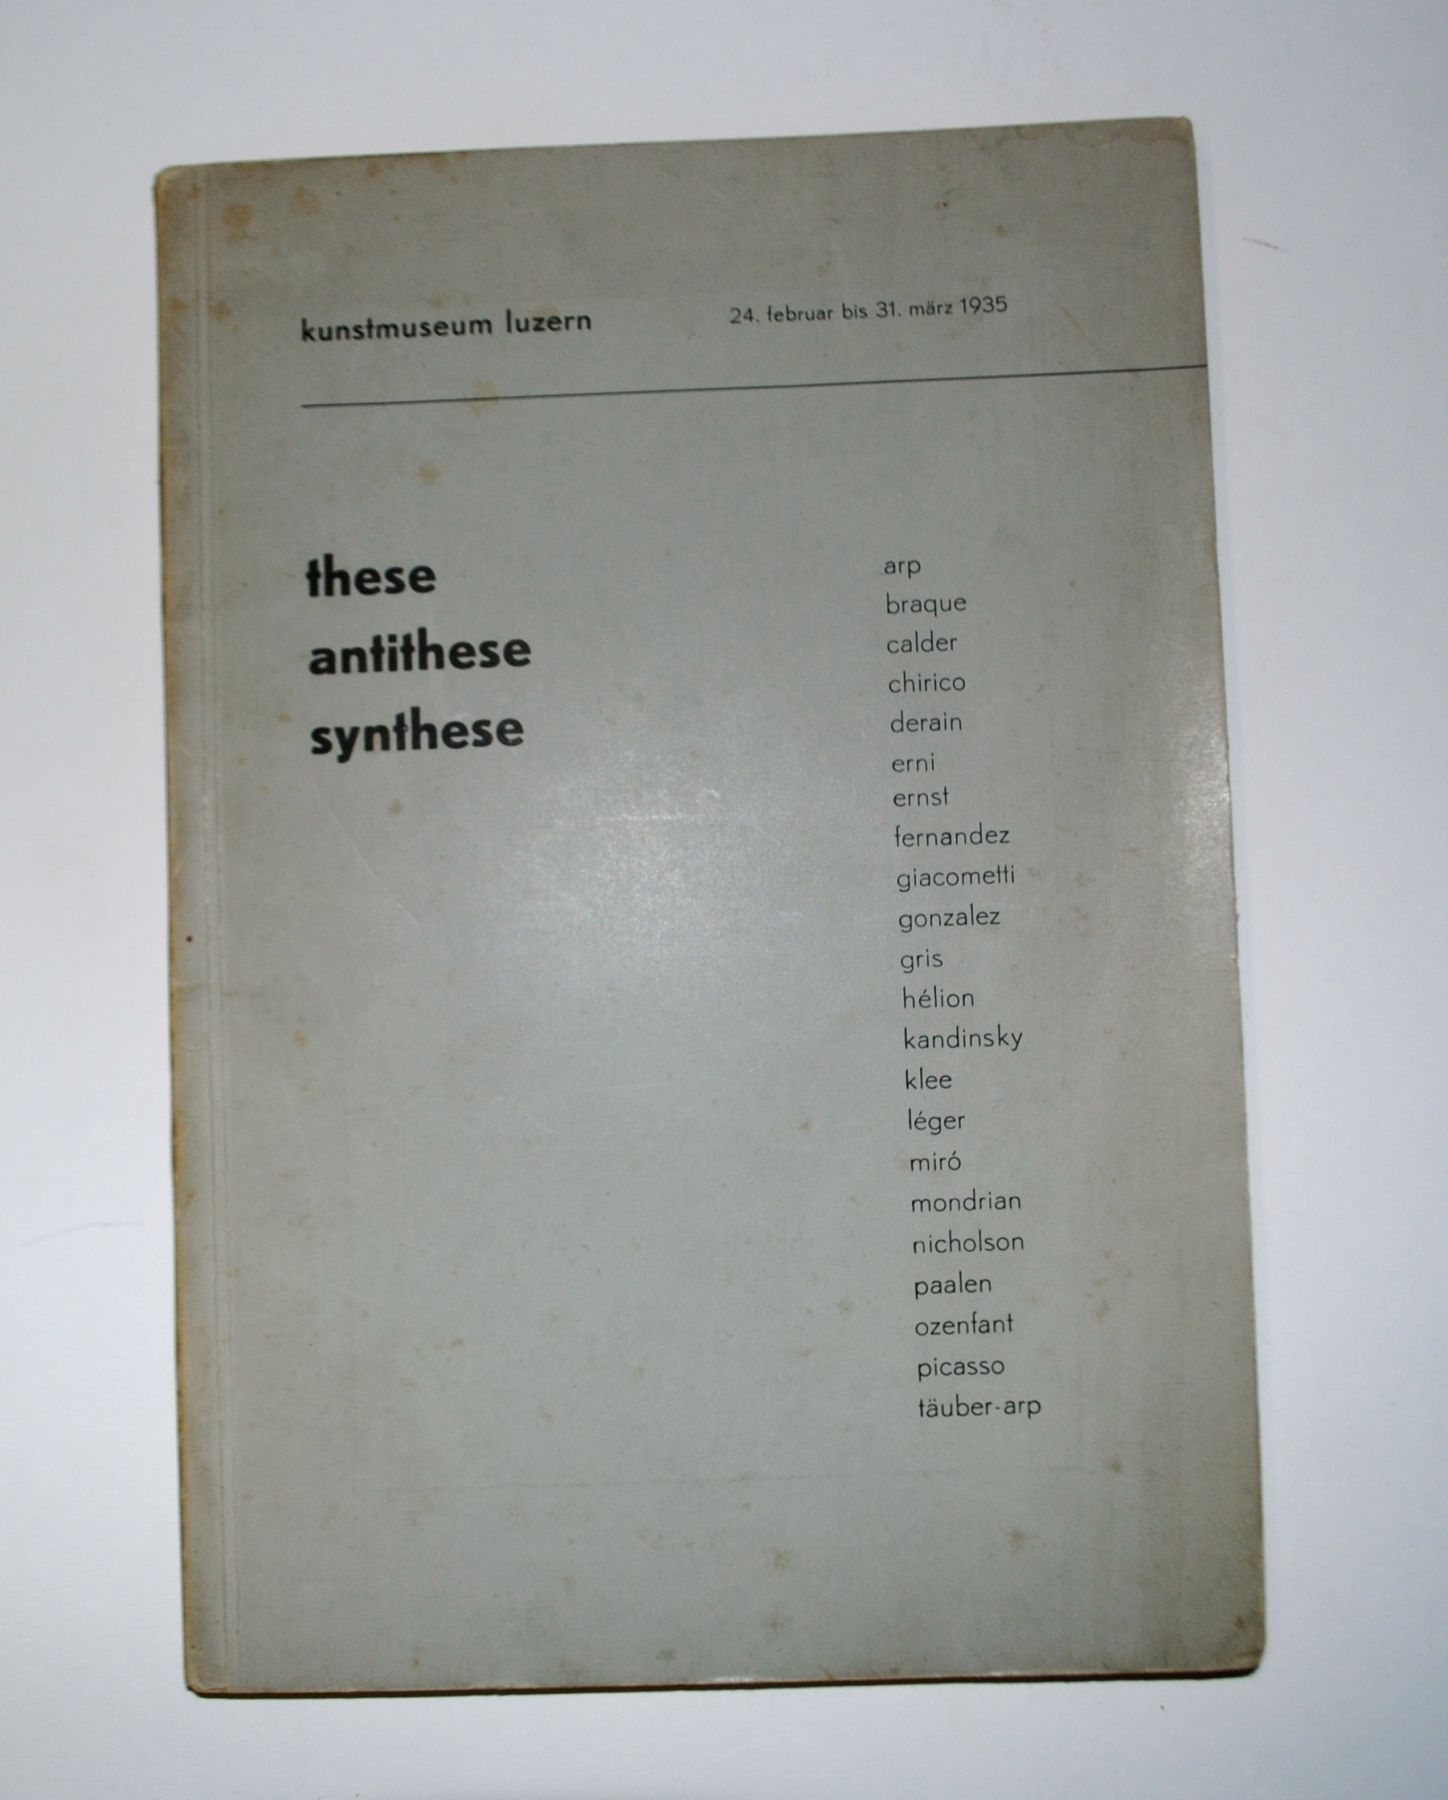 kunstmuseum luzern 24. februar bis 31. märz 1935
these
antithese
synthese
arp
braque
calder
chirico
derain
erni
ernst
fernandez
giacometti
gonzalez
gris
hélion
kandinsky
klee
léger
miró
mondrian
nicholson
paalen
ozenfant
picasso
täuber-arp